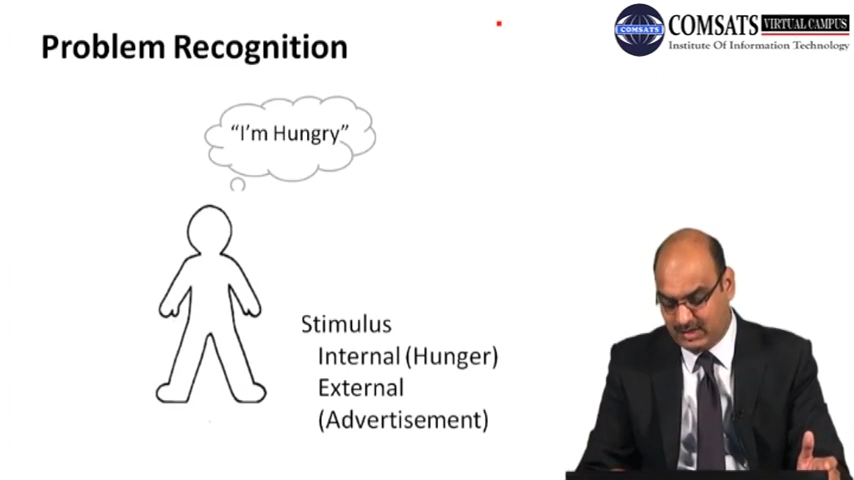 Problem Recognition
COMSATS
COMSATS VIRTUAL CAMPUS
Institute Of Information Technology
“I’m Hungry”
Stimulus
Internal (Hunger)
External
(Advertisement)